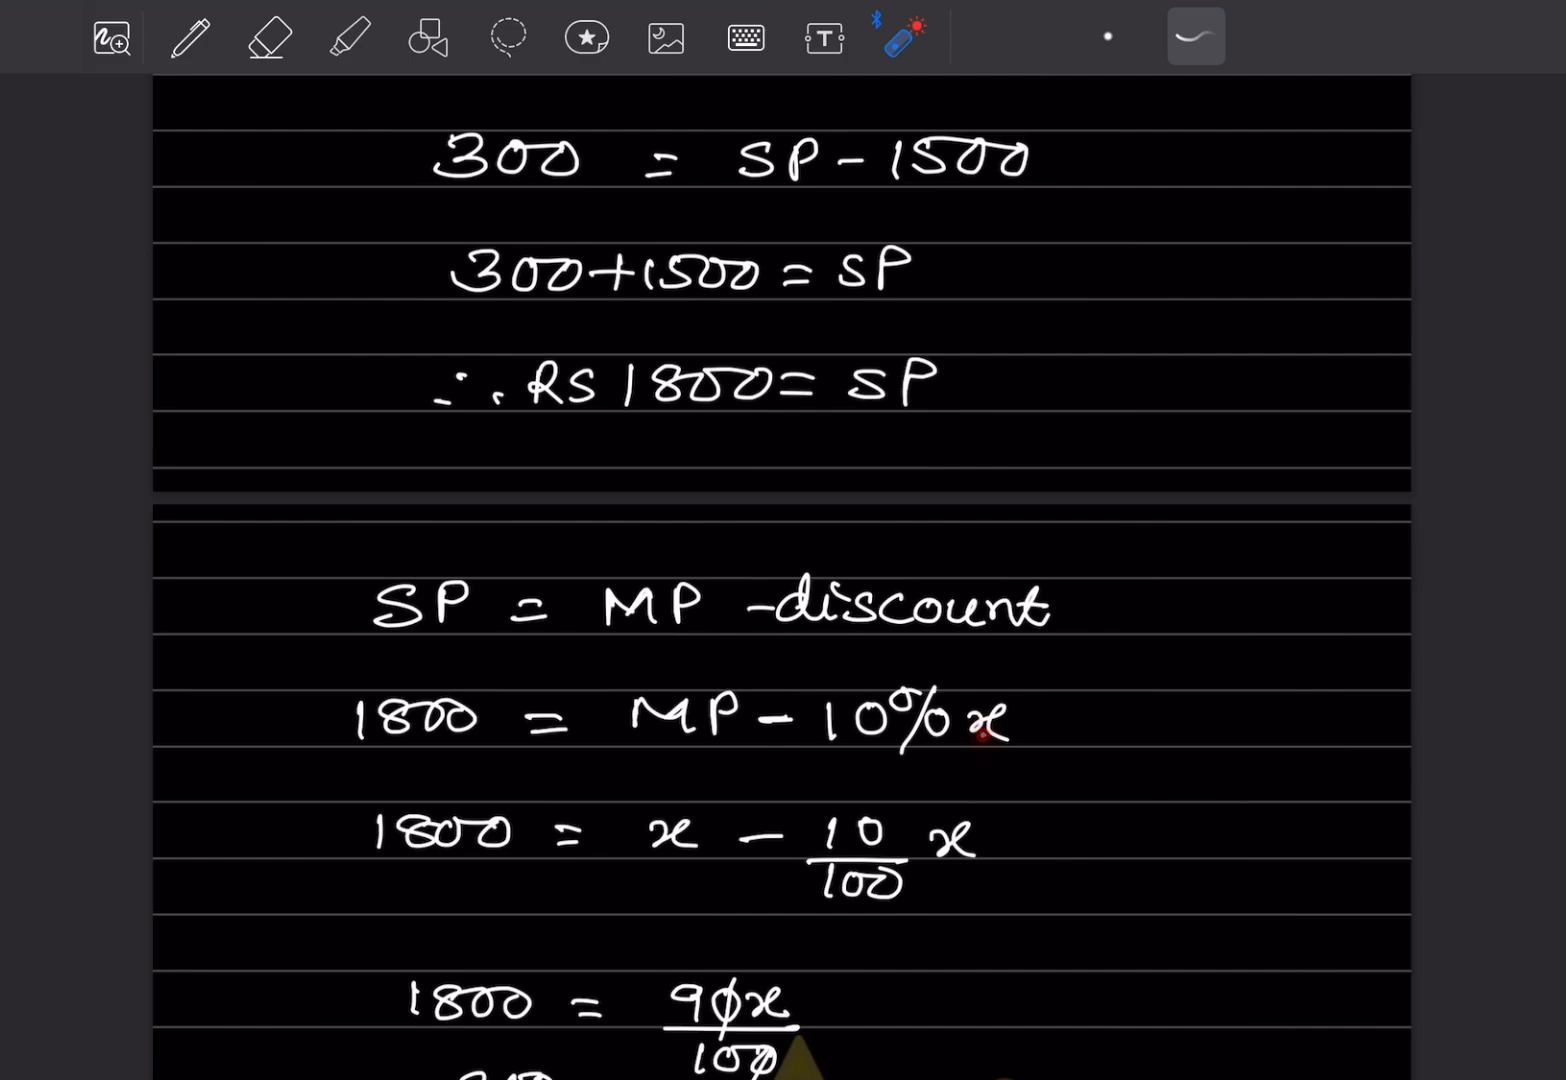 300 = SP - 1500
300+1500 = SP
∴ RS 1800 = SP
SP = MP - discount
1800 = MP - 10% x
1800 = x - 10/100 x
1800 = 90x/100